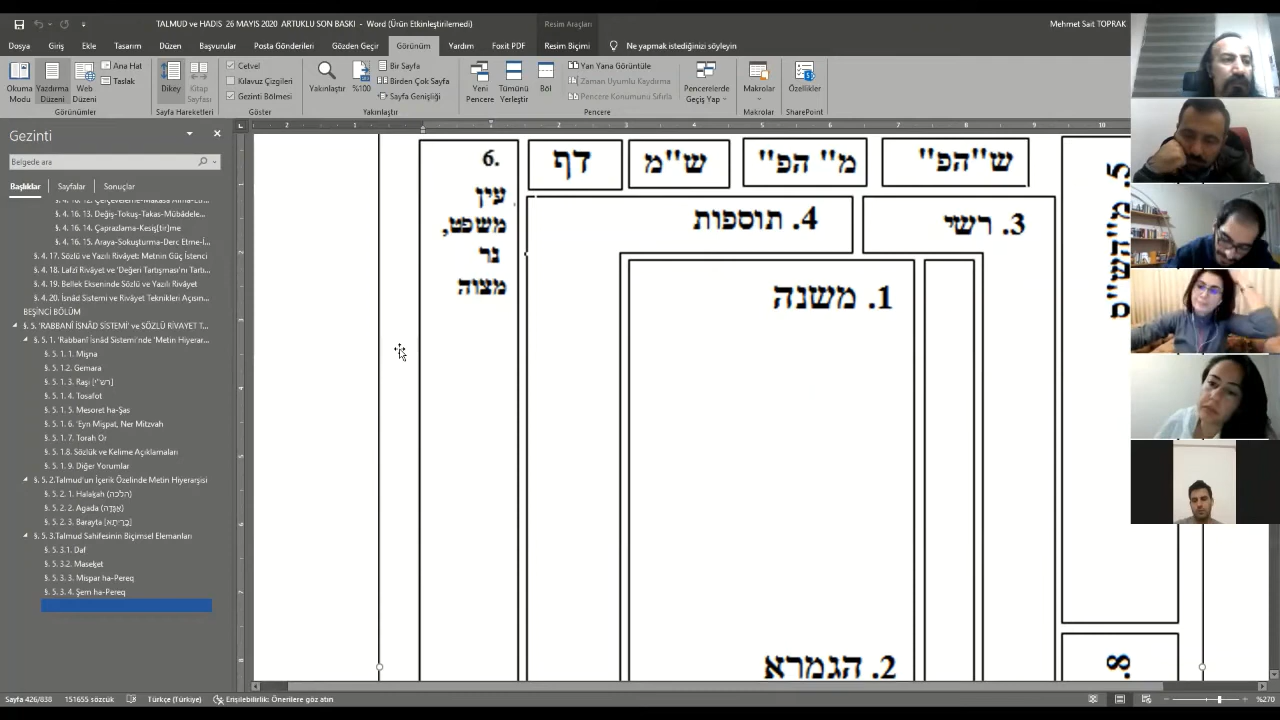 TALMUD ve HADİS 26 MAYIS 2020 ARTUKLU SON BASKI - Word (Ürün Etkinleştirilemedi)
Resim Araçları
Mehmet Sait TOPRAK
Dosya Giriş Ekle Tasarım Düzen Başvurular Posta Gönderileri Gözden Geçir Görünüm Yardım Foxit PDF Resim Biçimi Ne yapmak istediğinizi söyleyin
Okuma Modu
Yazdırma Düzeni
Web Düzeni
Ana Hat
Taslak
Görünümler
Dikey
Kitap Sayfası
Sayfa Hareketleri
Cetvel
Kılavuz Çizgileri
Gezinti Bölmesi
Göster
Yakınlaştır
%100
Bir Sayfa
Birden Çok Sayfa
Sayfa Genişliği
Yakınlaştır
Yeni Pencere
Tümünü Yerleştir
Böl
Yan Yana Görüntüle
Zaman Uyumlu Kaydırma
Pencere Konumunu Sıfırla
Pencere
Pencerelerde Geçiş Yap
Makrolar
Makrolar
Özellikler
SharePoint
Gezinti
Belgede ara
Başlıklar Sayfalar Sonuçlar
§. 4. 16. 13. Değiş-Tokuş-Takas-Mübâdele...
§. 4. 16. 14. Çaprazlama-Kesiş[tir]me
§. 4. 16. 15. Araya-Sokuşturma-Derc Etme-İ...
§. 4. 17. Sözlü ve Yazılı Rivâyet: Metnin Güç İstenci
§. 4. 18. Lafzî Rivâyet ve 'Değeri Tartışması'nı Tartı...
§. 4. 19. Bellek Ekseninde Sözlü ve Yazılı Rivâyet
§. 4. 20. İsnâd Sistemi ve Rivâyet Teknikleri Açısın...
BEŞİNCİ BÖLÜM
§. 5. 'RABBANÎ İSNÂD SİSTEMİ' ve SÖZLÜ RİVAYET T...
§. 5. 1. 'Rabbanî İsnâd Sistemi'nde 'Metin Hiyerar...
§. 5. 1. 1. Mişna
§. 5. 1.2. Gemara
§. 5. 1. 3. Raşi [רש"י]
§. 5. 1. 4. Tosafot
§. 5. 1. 5. Mesoret ha-Şas
§. 5. 1. 6. 'Eyn Mişpat, Ner Mitzvah
§. 5. 1. 7. Torah Or
§. 5. 1.8. Sözlük ve Kelime Açıklamaları
§. 5. 1. 9. Diğer Yorumlar
§. 5. 2.Talmud'un İçerik Özelinde Metin Hiyerarşisi
§. 5. 2. 1. Halakah (הלכה)
§. 5. 2. 2. Agada (אַגָּדָה)
§. 5. 2. 3. Barayta [בָּרַיְתָא]
§. 5. 3.Talmud Sahifesinin Biçimsel Elemanları
§. 5. 3.1. Daf
§. 5. 3.2. Maseket
§. 5. 3. 3. Mispar ha-Pereq
§. 5. 3. 4. Şem ha-Pereq
ש"הפ" מ" הפ" ש"מ דף
6.
עין
משפט,
נר
מצוה
3. רשי
4. תוספות
1. משנה
2. הגמרא
5. מ"הש"ס
8.
Sayfa 426/838 151655 sözcük Türkçe (Türkiye) Erişilebilirlik: Önerilere göz atın %270